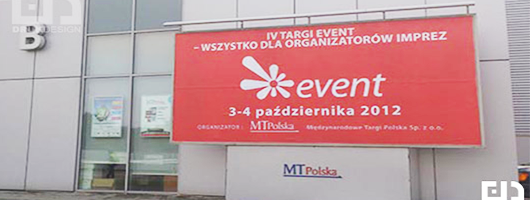 B
IV TARGI EVENT
– WSZYSTKO DLA ORGANIZATORÓW IMPREZ
event
3-4 października 2012
ORGANIZATOR: MTPolska Międzynarodowe Targi Polska Sp. z o.o.
MTPolska